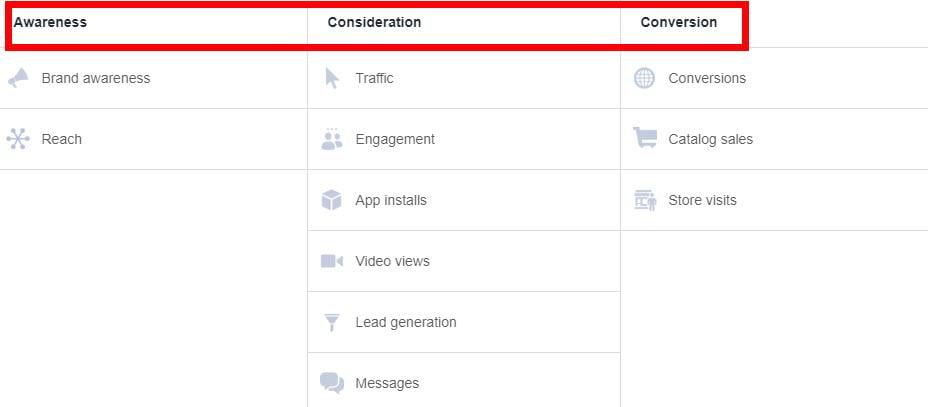 Awareness Consideration Conversion
Brand awareness Traffic Conversions
Reach Engagement Catalog sales
App installs Store visits
Video views
Lead generation
Messages